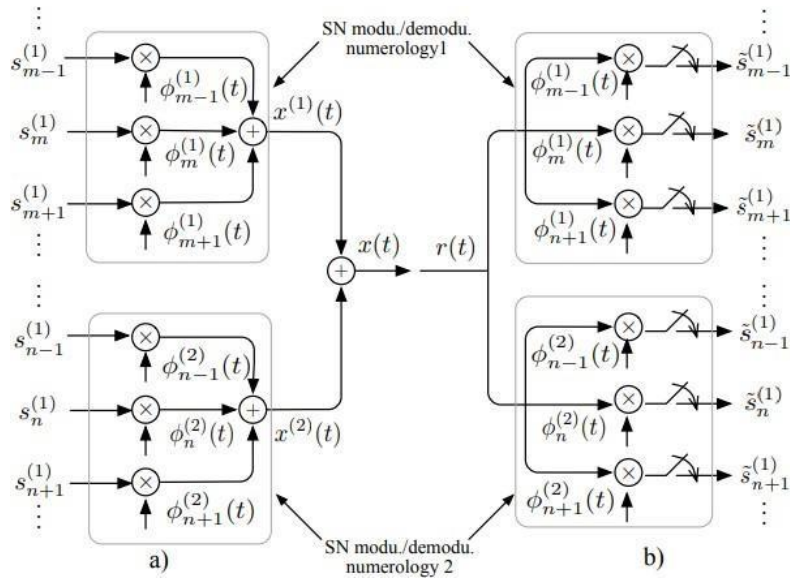 SN modu./demodu.
numerology1
s_{m-1}^{(1)}
ϕ_{m-1}^{(1)}(t)
x^{(1)}(t)
s_m^{(1)}
ϕ_m^{(1)}(t)
s_{m+1}^{(1)}
ϕ_{m+1}^{(1)}(t)
x(t)
r(t)
ϕ_{m-1}^{(1)}(t)
s̃_{m-1}^{(1)}
ϕ_m^{(1)}(t)
s̃_m^{(1)}
ϕ_{n+1}^{(1)}(t)
s̃_{m+1}^{(1)}
s_{n-1}^{(1)}
ϕ_{n-1}^{(2)}(t)
s_n^{(1)}
ϕ_n^{(2)}(t)
x^{(2)}(t)
s_{n+1}^{(1)}
ϕ_{n+1}^{(2)}(t)
ϕ_{n-1}^{(2)}(t)
s̃_{n-1}^{(1)}
ϕ_n^{(2)}(t)
s̃_n^{(1)}
ϕ_{n+1}^{(2)}(t)
s̃_{n+1}^{(1)}
a)
SN modu./demodu.
numerology 2
b)